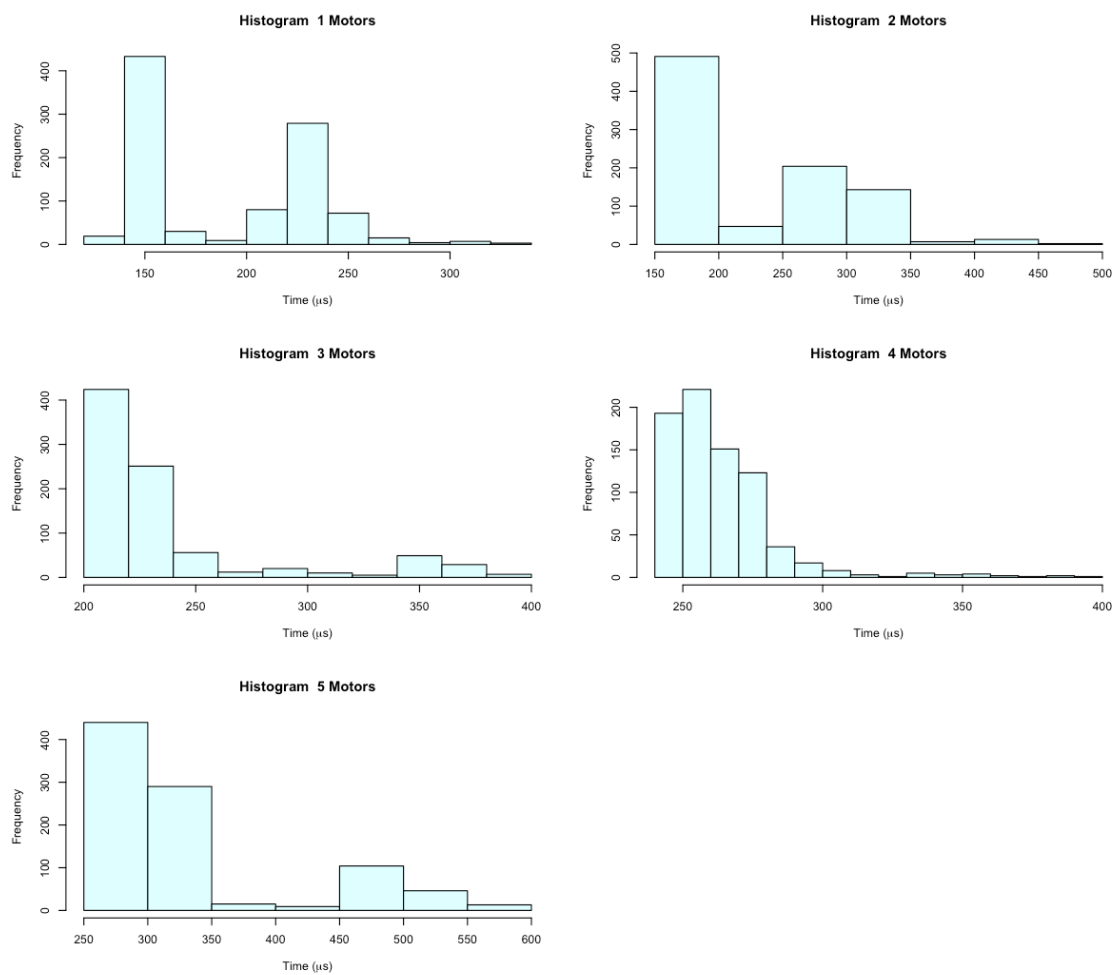 Histogram  1 Motors
Frequency
0 100 200 300 400
150 200 250 300
Time (μs)
Histogram  2 Motors
Frequency
0 100 200 300 400 500
150 200 250 300 350 400 450 500
Time (μs)
Histogram  3 Motors
Frequency
0 100 200 300 400
200 250 300 350 400
Time (μs)
Histogram  4 Motors
Frequency
0 50 100 150 200
250 300 350 400
Time (μs)
Histogram  5 Motors
Frequency
0 100 200 300 400
250 300 350 400 450 500 550 600
Time (μs)